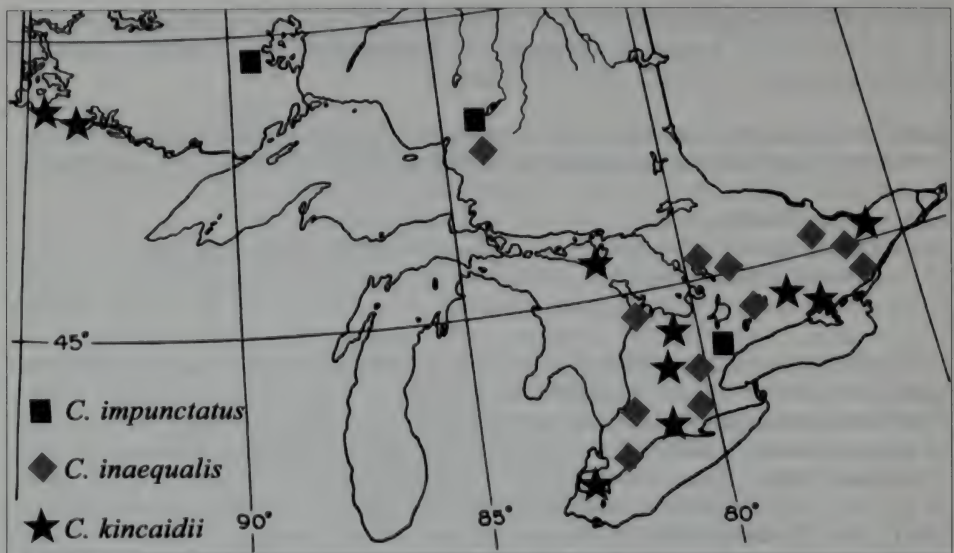 45°
C. impunctatus
C. inaequalis
C. kincaidii
90°
85°
80°